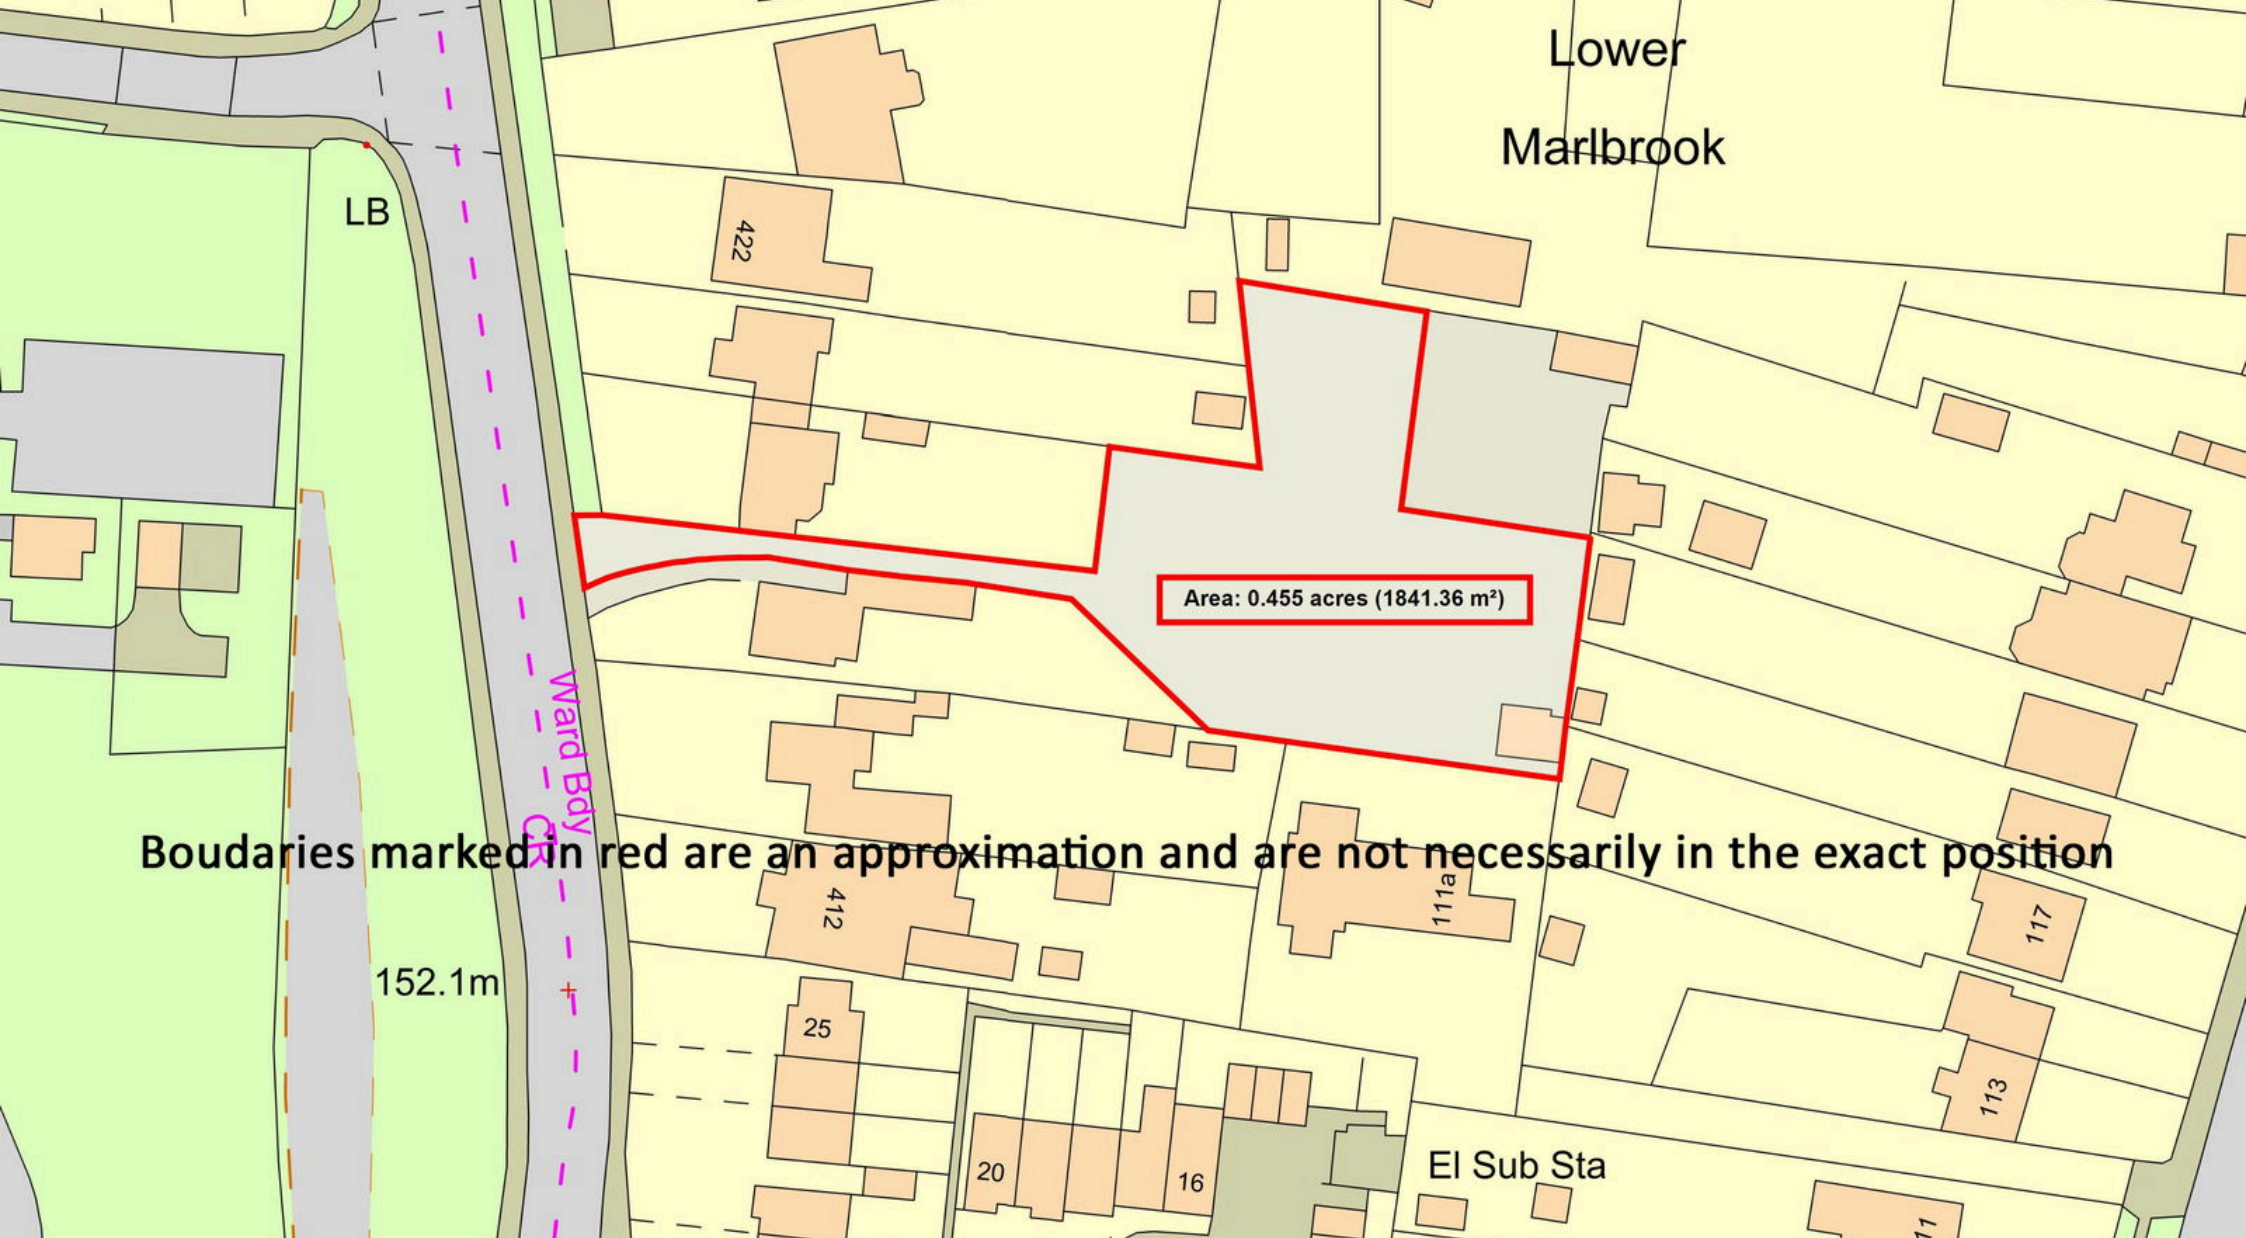 Lower
Marlbrook
LB
422
Area: 0.455 acres (1841.36 m²)
Ward Bdy
CR
Boudaries marked in red are an approximation and are not necessarily in the exact position
412
111a
117
152.1m
25
113
20
16
El Sub Sta
11